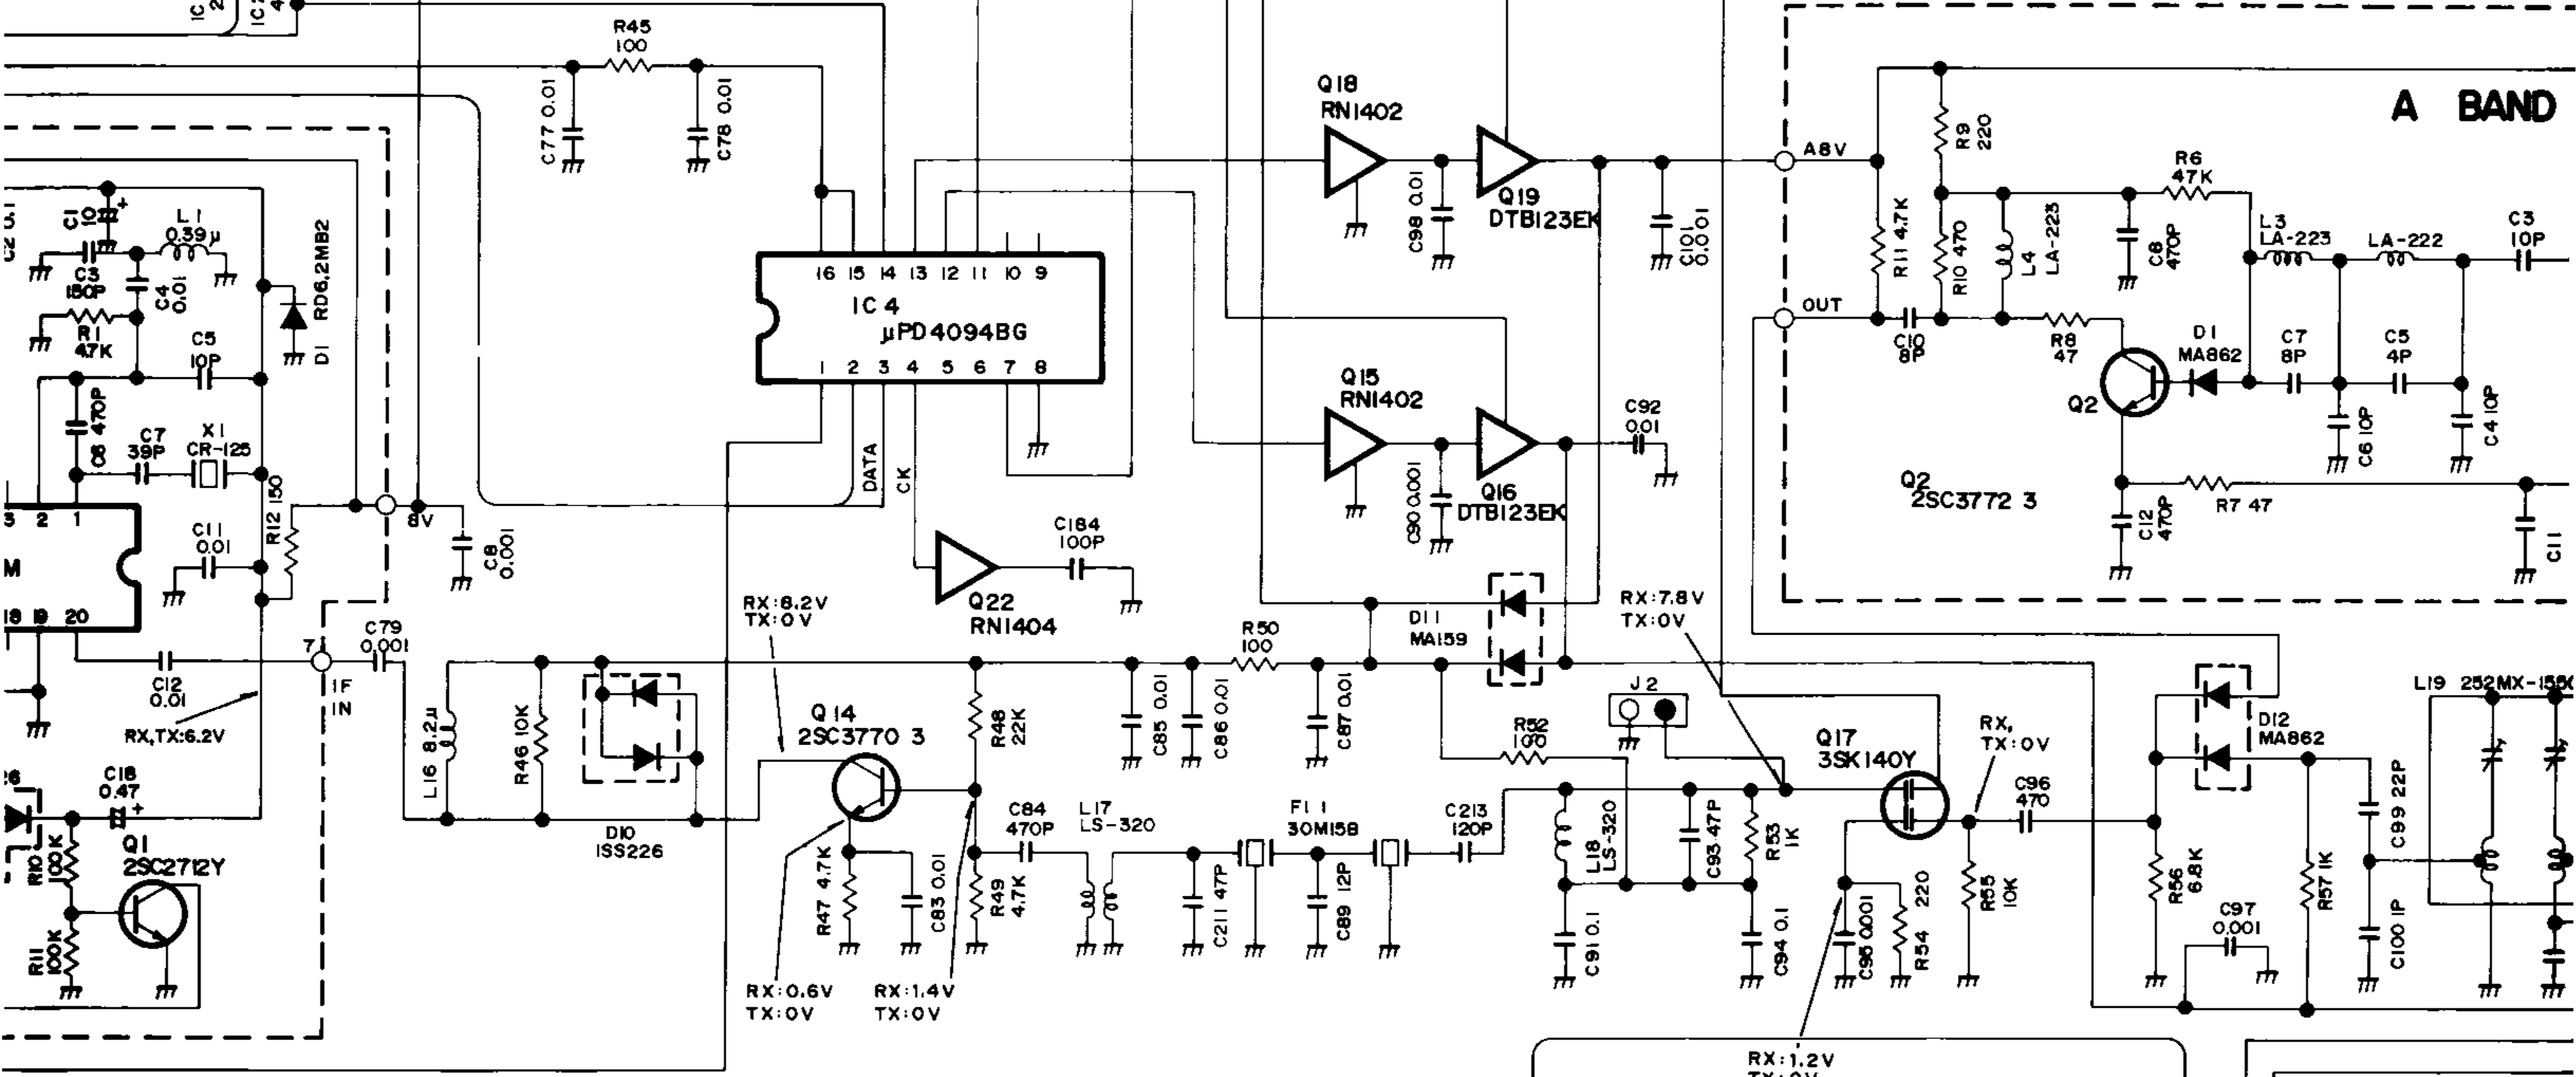 R45
100
C77 0.01
C78 0.01
Q18
RN1402
C98 0.01
Q19
DTB123EK
C101
0.001
A8V
A BAND
R9
220
R6
47K
R11 4.7K
R10 470
L4
LA-223
C8
470P
L3
LA-223
LA-222
C3
10P
OUT
C10
8P
R8
47
D1
MA862
C7
8P
C5
4P
Q2
C6 10P
C4 10P
Q2
2SC3772 3
C12
470P
R7 47
C11
C1
10
+
L1
0.39μ
C3
150P
C4
0.01
R1
4.7K
C5
10P
RD6.2MB2
D1
C6 470P
C7
39P
X1
CR-125
R12 150
2 1
C11
0.01
8V
C8
0.001
M
18 19 20
C12
0.01
7
IF
IN
C79
0.001
RX,TX:6.2V
C18
0.47
+
Q1
2SC2712Y
R10
100K
R11
100K
16 15 14 13 12 11 10 9
IC4
μPD4094BG
1 2 3 4 5 6 7 8
DATA
CK
Q22
RN1404
C184
100P
Q15
RN1402
C90 0.001
Q16
DTB123EK
C92
0.01
RX:8.2V
TX:0V
D11
MA159
RX:7.8V
TX:0V
R50
100
L16 8.2μ
R46 10K
D10
1SS226
Q14
2SC3770 3
R48
22K
C85 0.01
C86 0.01
C87 0.01
R52
100
J2
R47 4.7K
C83 0.01
R49
4.7K
C84
470P
L17
LS-320
C211 47P
FL1
30M15B
C89 12P
C213
120P
L18
LS-320
C93 47P
R53
1K
C91 0.1
C94 0.1
Q17
3SK140Y
RX,
TX:0V
C96
470
C95 0.001
R54 220
R55
10K
R56
6.8K
D12
MA862
C97
0.001
R57 1K
C99 22P
C100 1P
L19 252MX-155
RX:0.6V
TX:0V
RX:1.4V
TX:0V
RX:1.2V